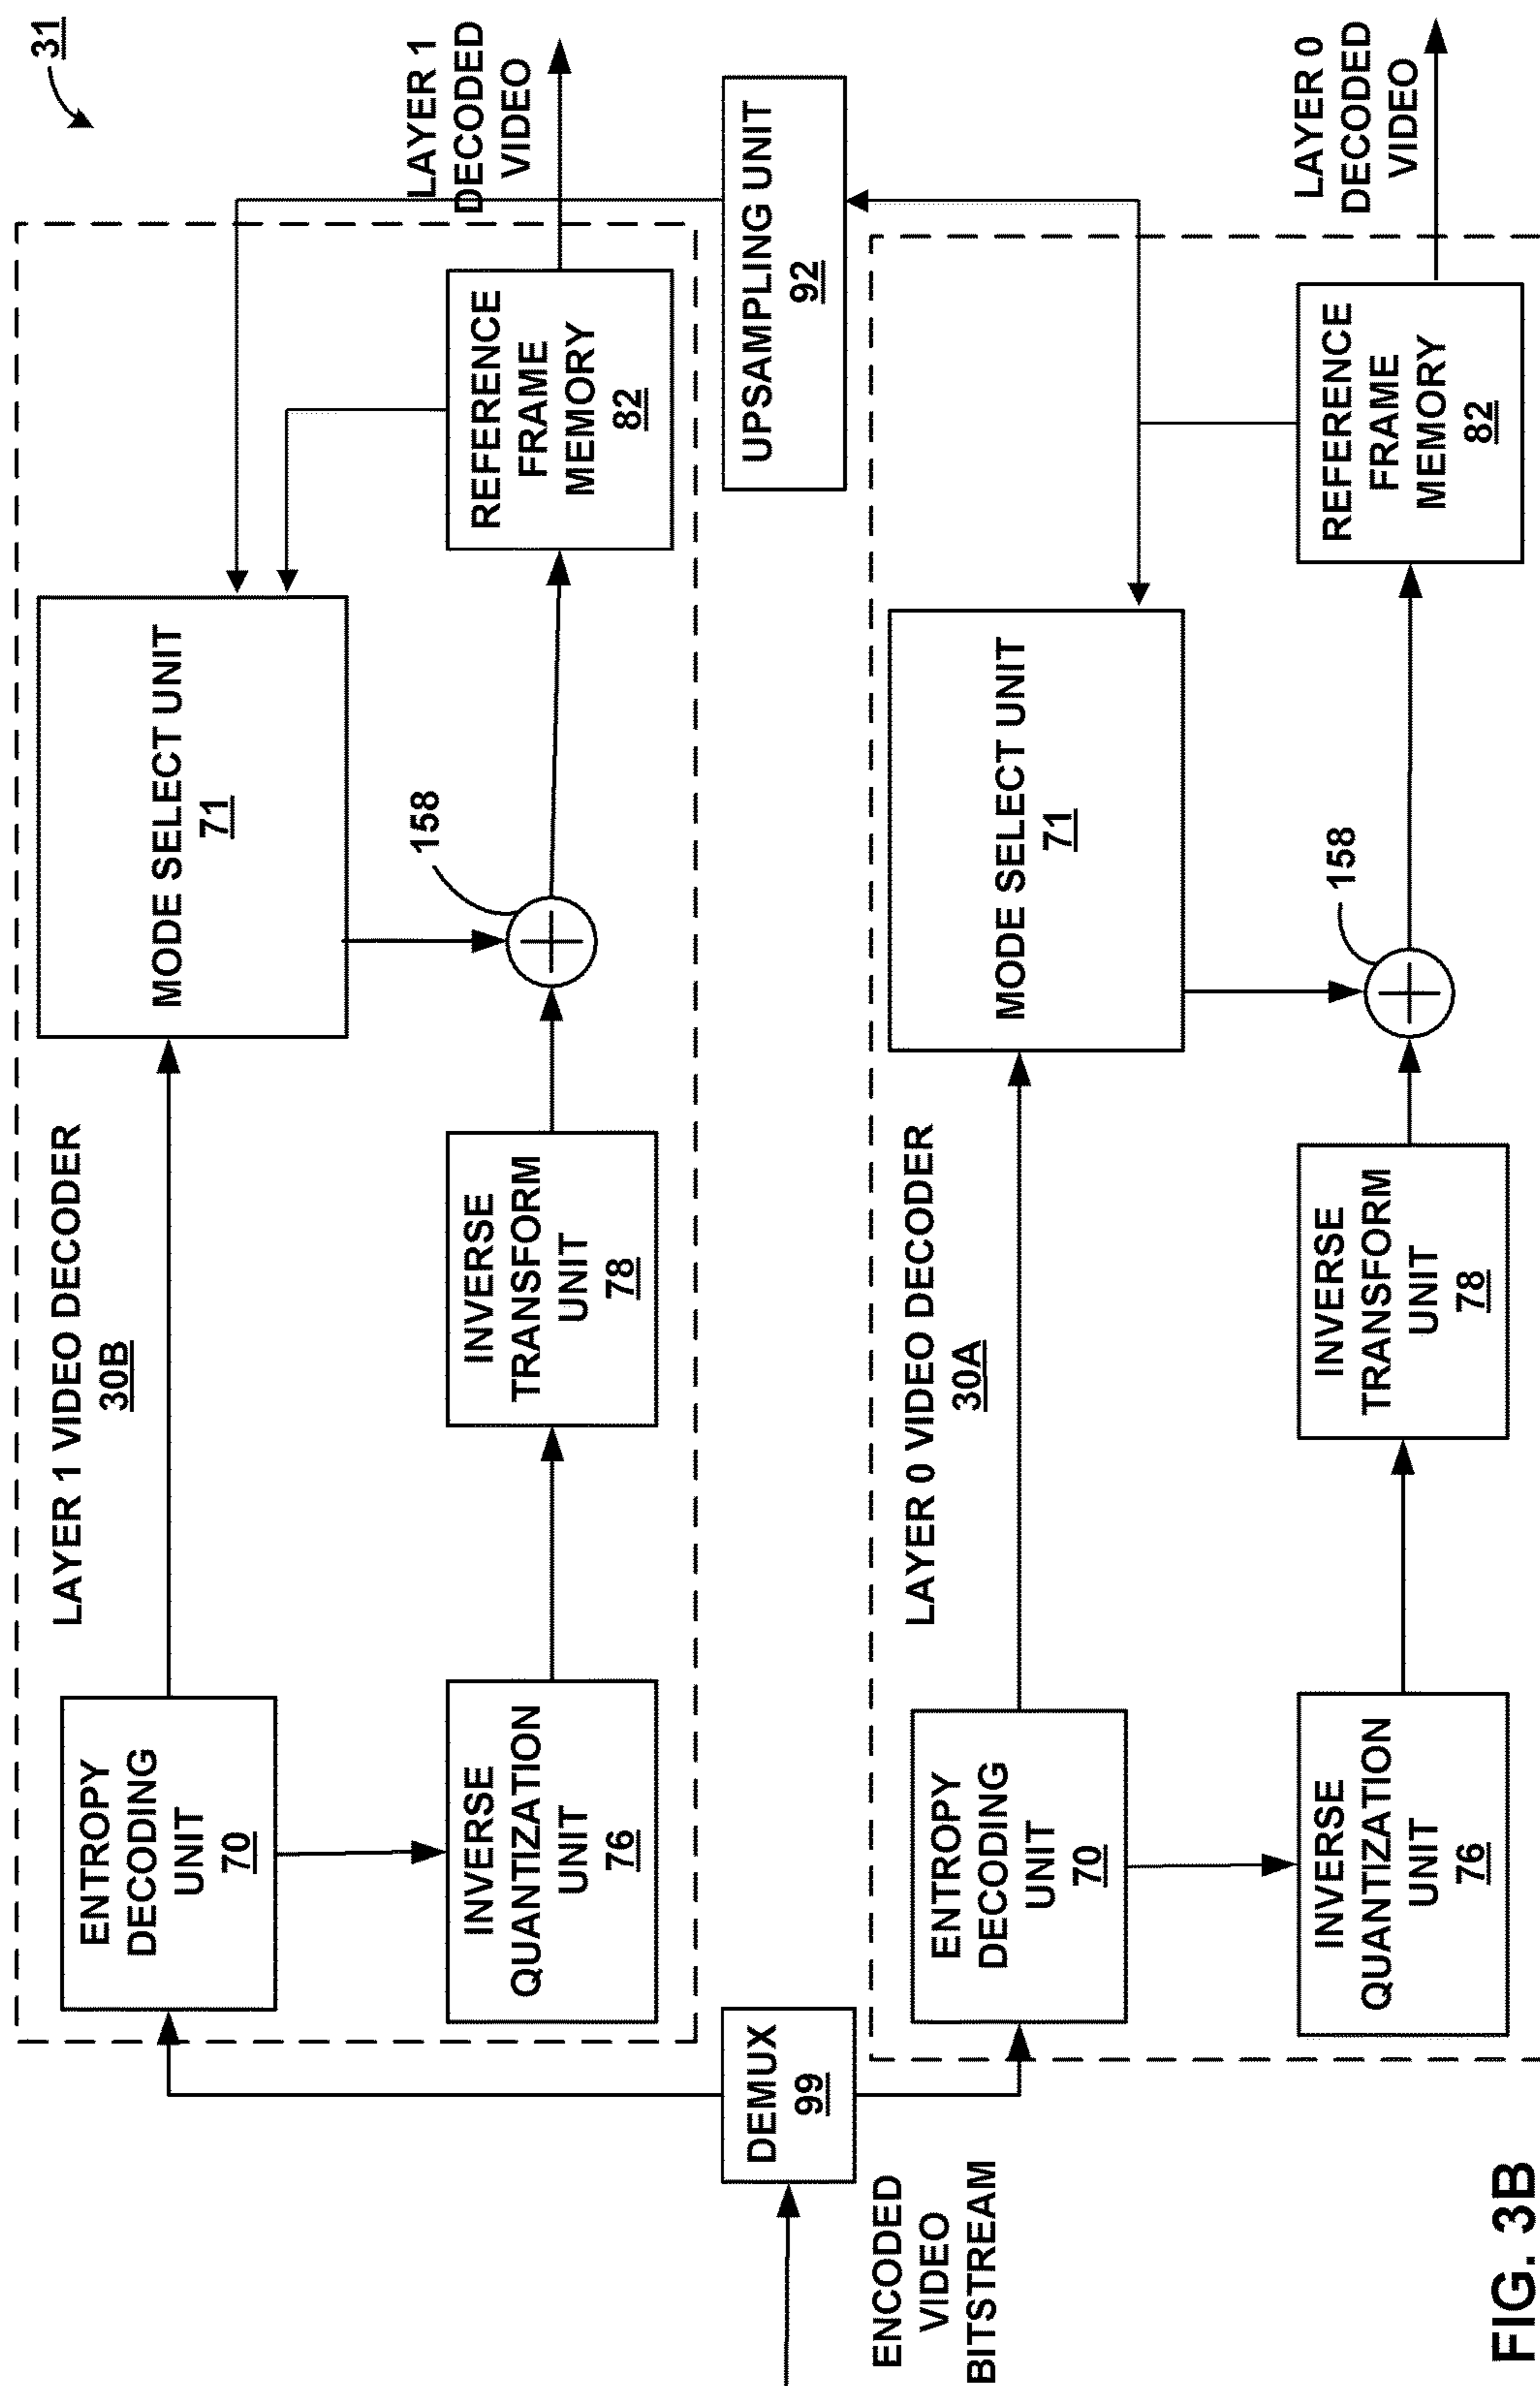 31
LAYER 1 VIDEO DECODER
30B
ENTROPY
DECODING
UNIT
70
MODE SELECT UNIT
71
INVERSE
QUANTIZATION
UNIT
76
INVERSE
TRANSFORM
UNIT
78
158
REFERENCE
FRAME
MEMORY
82
LAYER 1
DECODED
VIDEO
DEMUX
99
ENCODED
VIDEO
BITSTREAM
UPSAMPLING UNIT
92
LAYER 0 VIDEO DECODER
30A
ENTROPY
DECODING
UNIT
70
MODE SELECT UNIT
71
INVERSE
QUANTIZATION
UNIT
76
INVERSE
TRANSFORM
UNIT
78
158
REFERENCE
FRAME
MEMORY
82
LAYER 0
DECODED
VIDEO
FIG. 3B